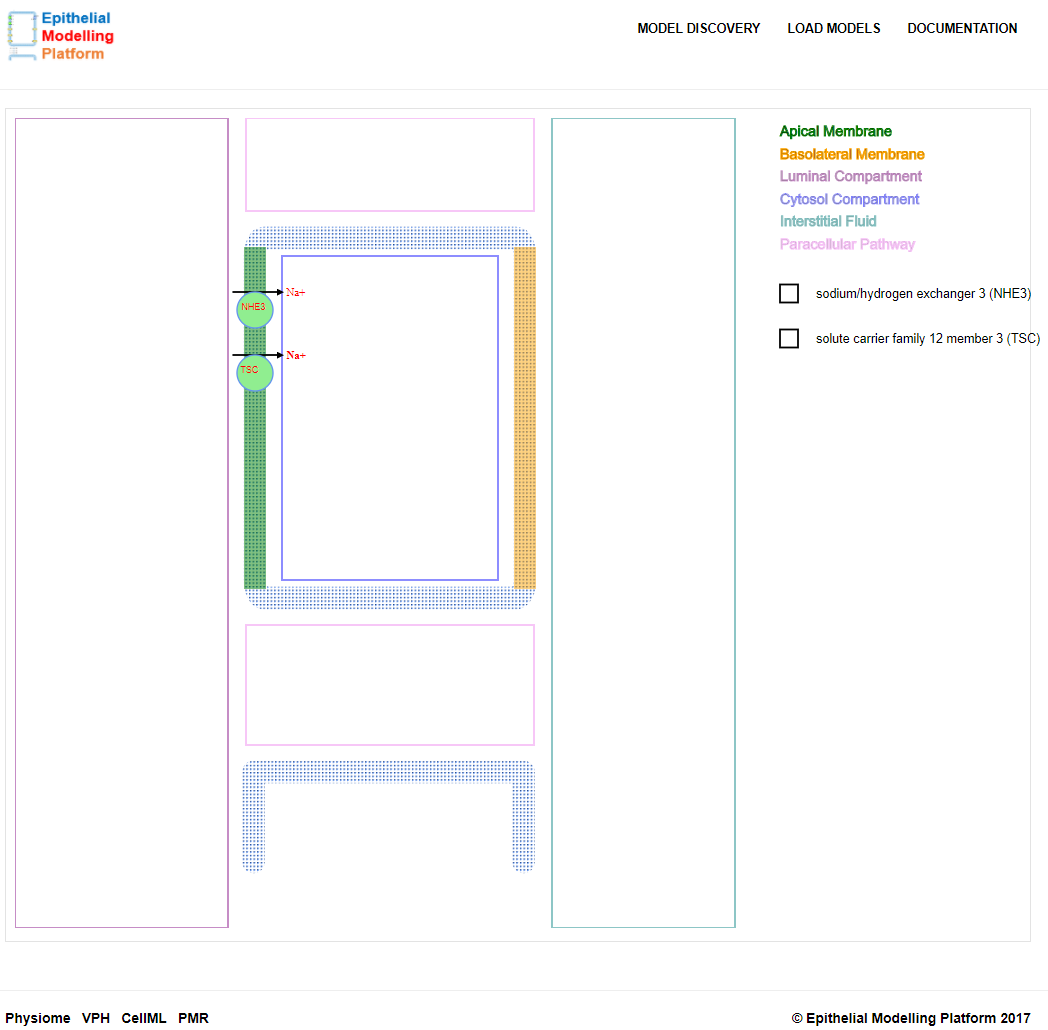 Epithelial
Modelling
Platform
MODEL DISCOVERY LOAD MODELS DOCUMENTATION
Apical Membrane
Basolateral Membrane
Luminal Compartment
Cytosol Compartment
Interstitial Fluid
Paracellular Pathway
Na+
NHE3
sodium/hydrogen exchanger 3 (NHE3)
Na+
TSC
solute carrier family 12 member 3 (TSC)
Physiome VPH CellML PMR
© Epithelial Modelling Platform 2017